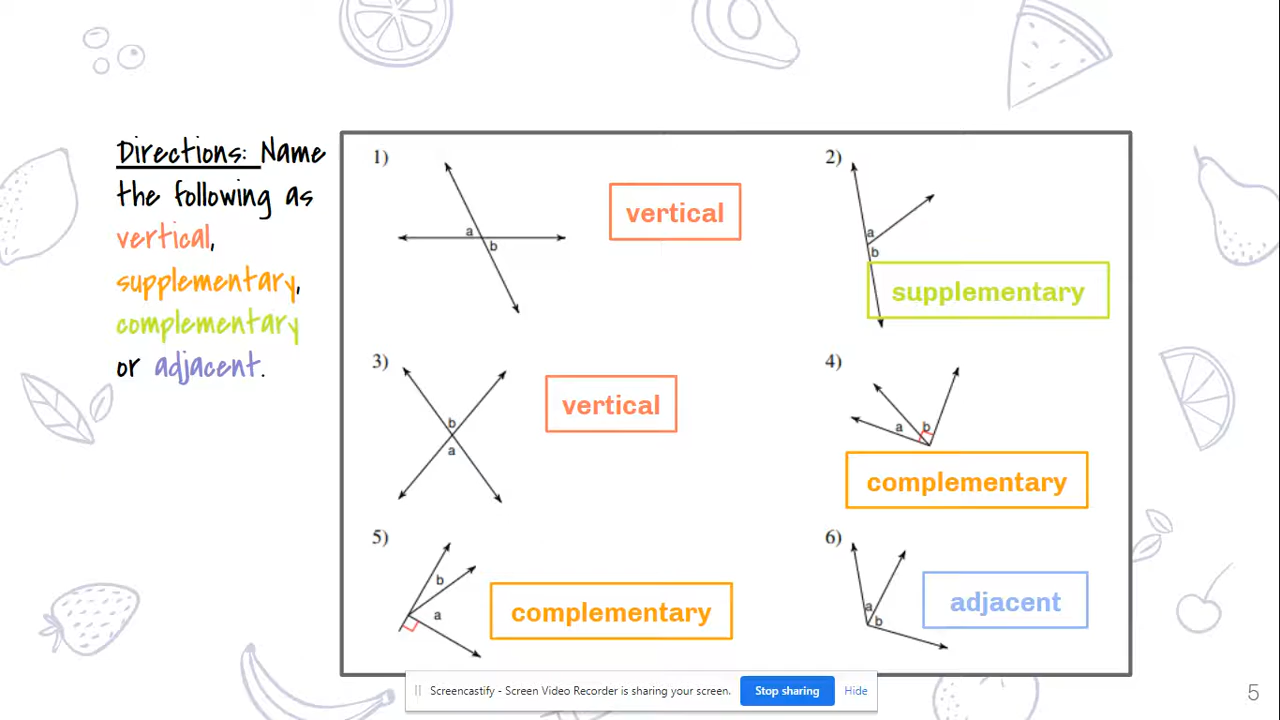 Directions: Name
the following as
vertical,
supplementary,
complementary
or adjacent.
1)
a
b
vertical
2)
a
b
supplementary
3)
b
a
vertical
4)
a
b
complementary
5)
b
a
complementary
6)
a
b
adjacent
Screencastify - Screen Video Recorder is sharing your screen. Stop sharing Hide
5